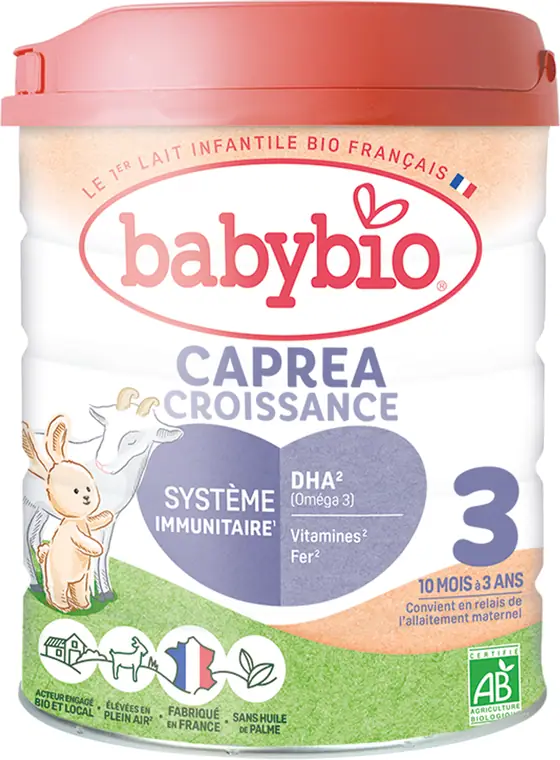 LE 1ER LAIT INFANTILE BIO FRANÇAIS
babybio®
CAPREA
CROISSANCE
SYSTÈME
IMMUNITAIRE¹
DHA²
(Oméga 3)
Vitamines²
Fer²
3
10 MOIS à 3 ANS
Convient en relais de
l'allaitement maternel
ACTEUR ENGAGÉ
BIO ET LOCAL
ÉLEVÉES EN
PLEIN AIR²
FABRIQUÉ
EN FRANCE
SANS HUILE
DE PALME
CERTIFIÉ
AB
AGRICULTURE
BIOLOGIQUE